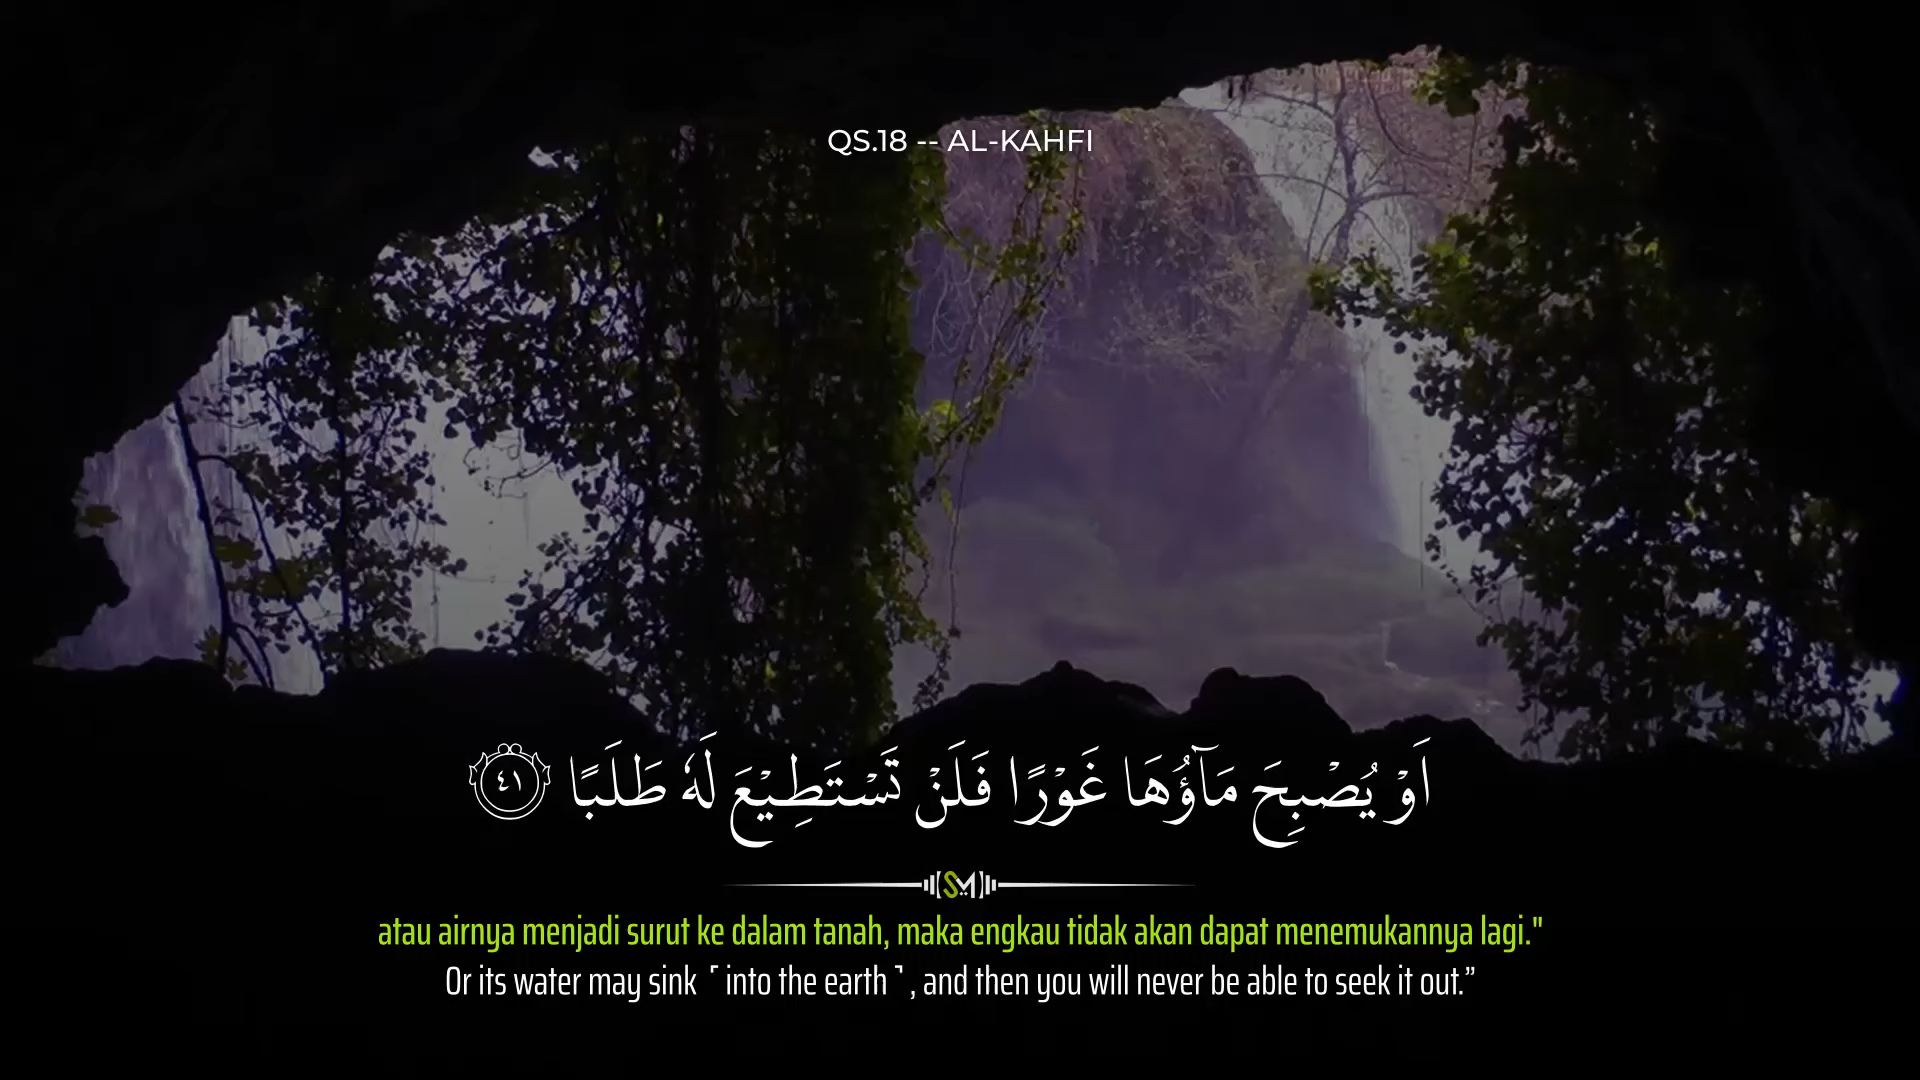 QS.18 -- AL-KAHFI
اَوْ يُصْبِحَ مَاۤؤُهَا غَوْرًا فَلَنْ تَسْتَطِيْعَ لَهٗ طَلَبًا ٤١
SM
atau airnya menjadi surut ke dalam tanah, maka engkau tidak akan dapat menemukannya lagi."
Or its water may sink ˹into the earth˺, and then you will never be able to seek it out.”